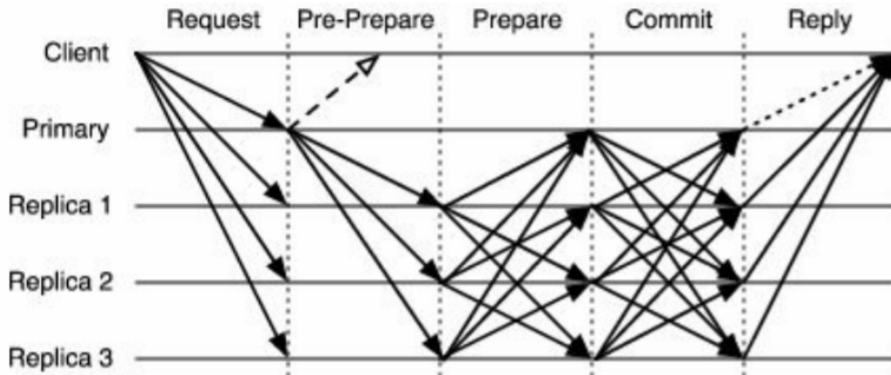 Request Pre-Prepare Prepare Commit Reply
Client
Primary
Replica 1
Replica 2
Replica 3